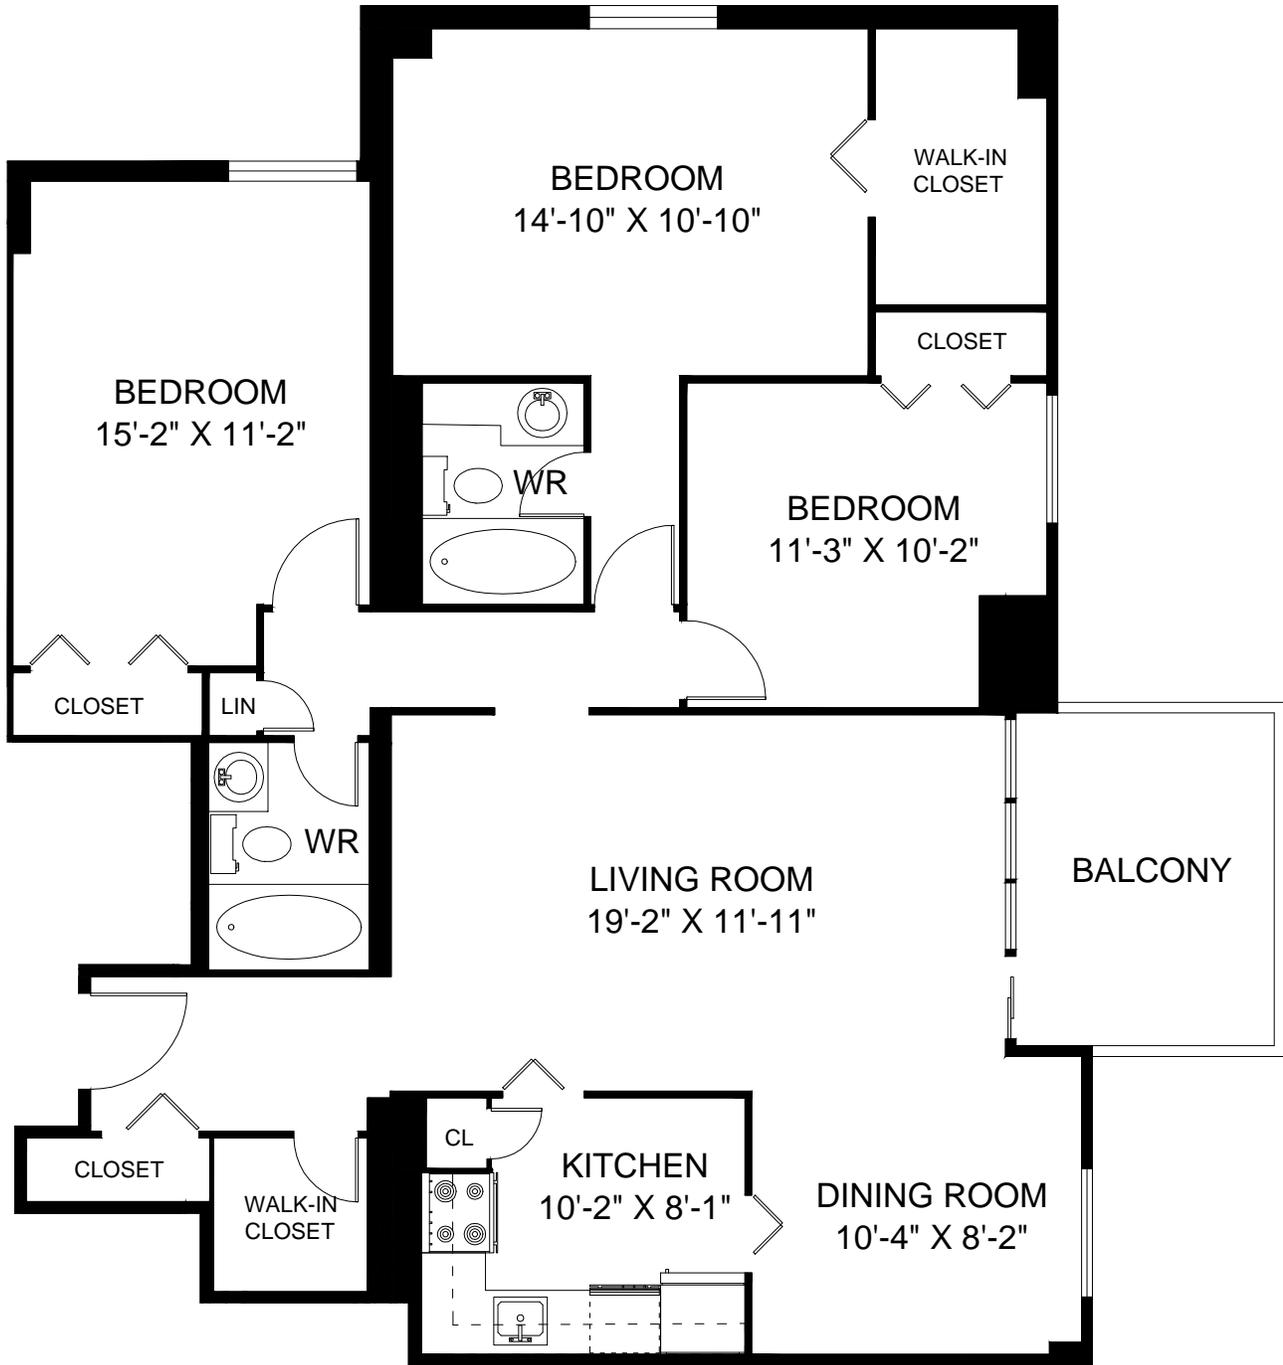 BEDROOM
14'-10" X 10'-10"
WALK-IN
CLOSET
CLOSET
BEDROOM
15'-2" X 11'-2"
WR
BEDROOM
11'-3" X 10'-2"
CLOSET
LIN
WR
LIVING ROOM
19'-2" X 11'-11"
BALCONY
CL
KITCHEN
10'-2" X 8'-1"
CLOSET
WALK-IN
CLOSET
DINING ROOM
10'-4" X 8'-2"